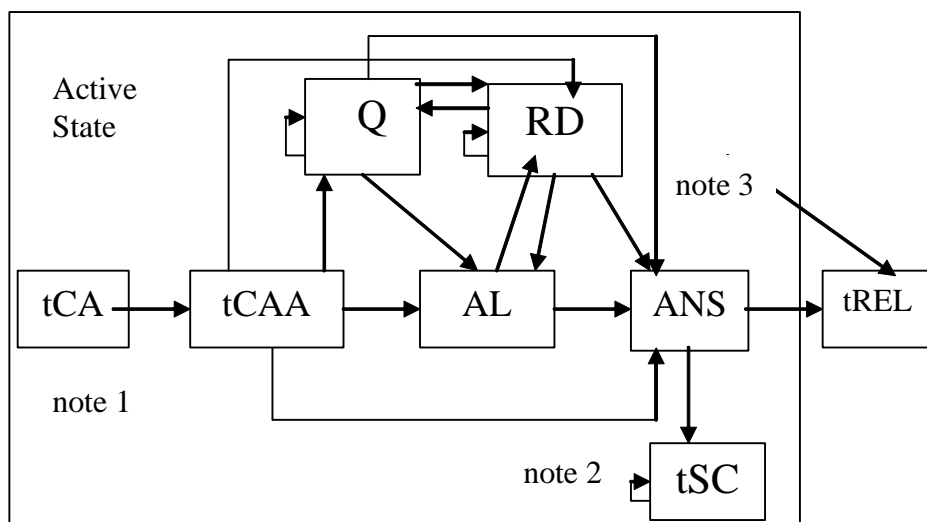 Active
State
Q
RD
note 3
tCA
tCAA
AL
ANS
tREL
note 1
note 2
tSC